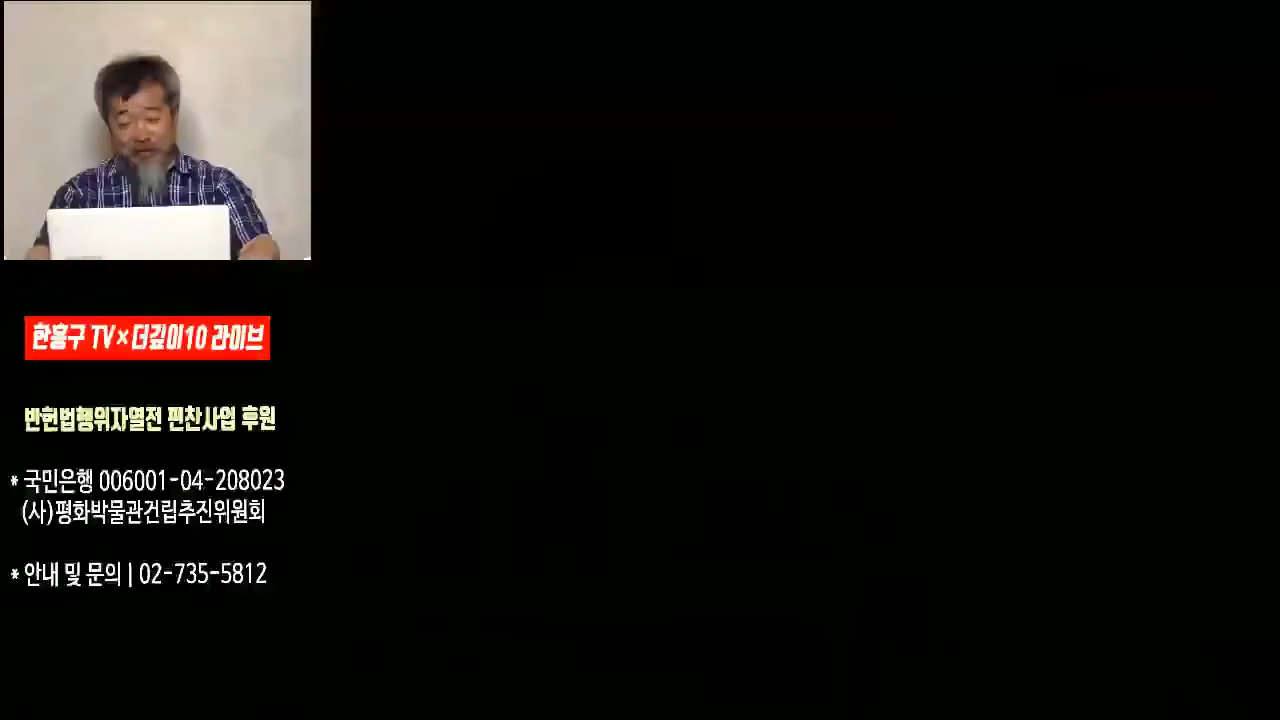 한홍구 TV×더깊이10 라이브
반헌법행위자열전 편찬사업 후원
* 국민은행 006001-04-208023
(사)평화박물관건립추진위원회
* 안내 및 문의 | 02-735-5812